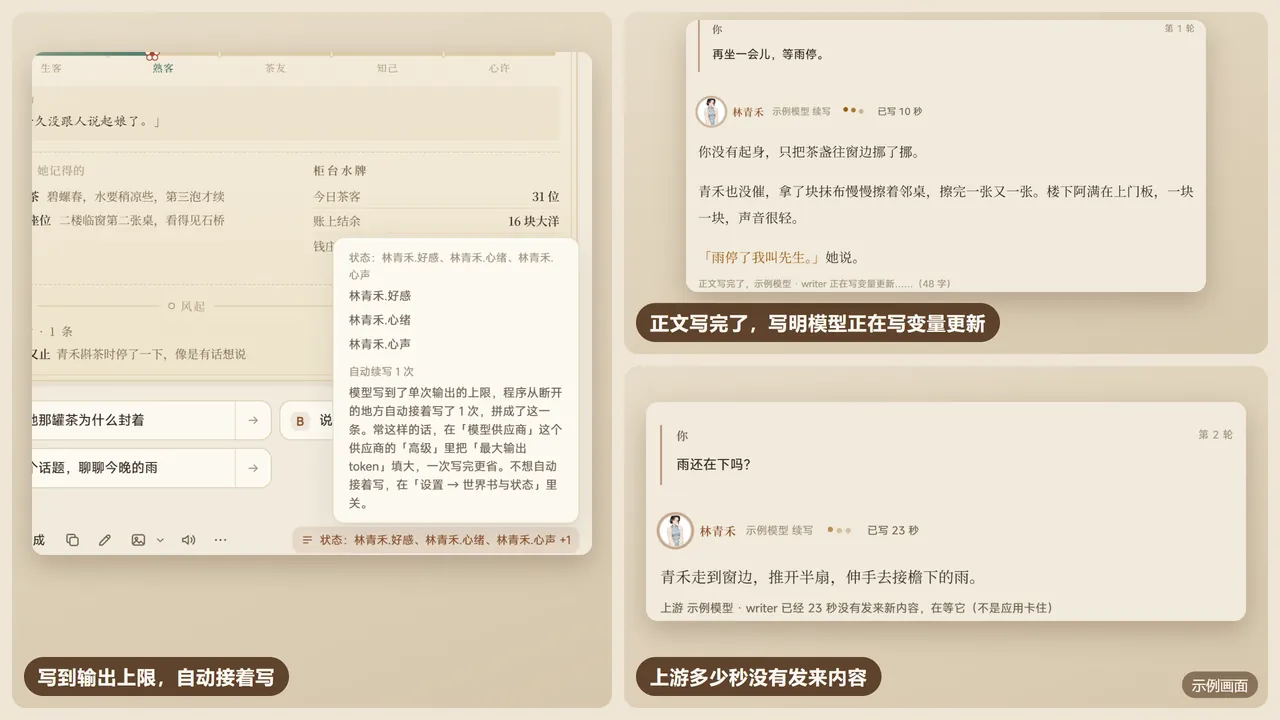 生客
熟客
茶友
知己
心许
久没跟人说起娘了。」
她记得的
茶 碧螺春，水要稍凉些，第三泡才续
座位 二楼临窗第二张桌，看得见石桥
柜台水牌
今日茶客 31 位
账上结余 16 块大洋
钱庄
风起
· 1 条
又止 青禾斟茶时停了一下，像是有话想说
她那罐茶为什么封着
B 说
个话题，聊聊今晚的雨
状态：林青禾.好感、林青禾.心绪、林青禾.
心声
林青禾.好感
林青禾.心绪
林青禾.心声
自动续写 1 次
模型写到了单次输出的上限，程序从断开
的地方自动接着写了 1 次，拼成了这一
条。常这样的话，在「模型供应商」这个
供应商的「高级」里把「最大输出
token」填大，一次写完更省。不想自动
接着写，在「设置 → 世界书与状态」里
关。
成
状态：林青禾.好感、林青禾.心绪、林青禾.心声 +1
写到输出上限，自动接着写
你
第 1 轮
再坐一会儿，等雨停。
林青禾 示例模型 续写 已写 10 秒
你没有起身，只把茶盏往窗边挪了挪。
青禾也没催，拿了块抹布慢慢擦着邻桌，擦完一张又一张。楼下阿满在上门板，一块
一块，声音很轻。
「雨停了我叫先生。」她说。
正文写完了，示例模型 · writer 正在写变量更新……（48 字）
正文写完了，写明模型正在写变量更新
你
第 2 轮
雨还在下吗？
林青禾 示例模型 续写 已写 23 秒
青禾走到窗边，推开半扇，伸手去接檐下的雨。
上游 示例模型 · writer 已经 23 秒没有发来新内容，在等它（不是应用卡住）
上游多少秒没有发来内容
示例画面